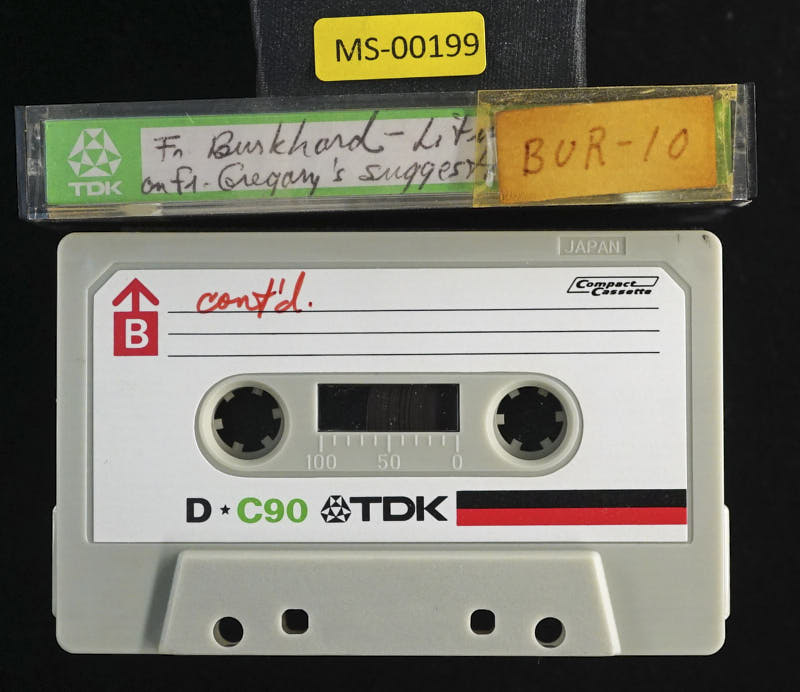 MS-00199
TDK
Fr Burkhard - Litu
on fr. Gregory's suggest
BUR-10
JAPAN
cont'd.
Compact
Cassette
B
100 50 0
D ★ C90 TDK